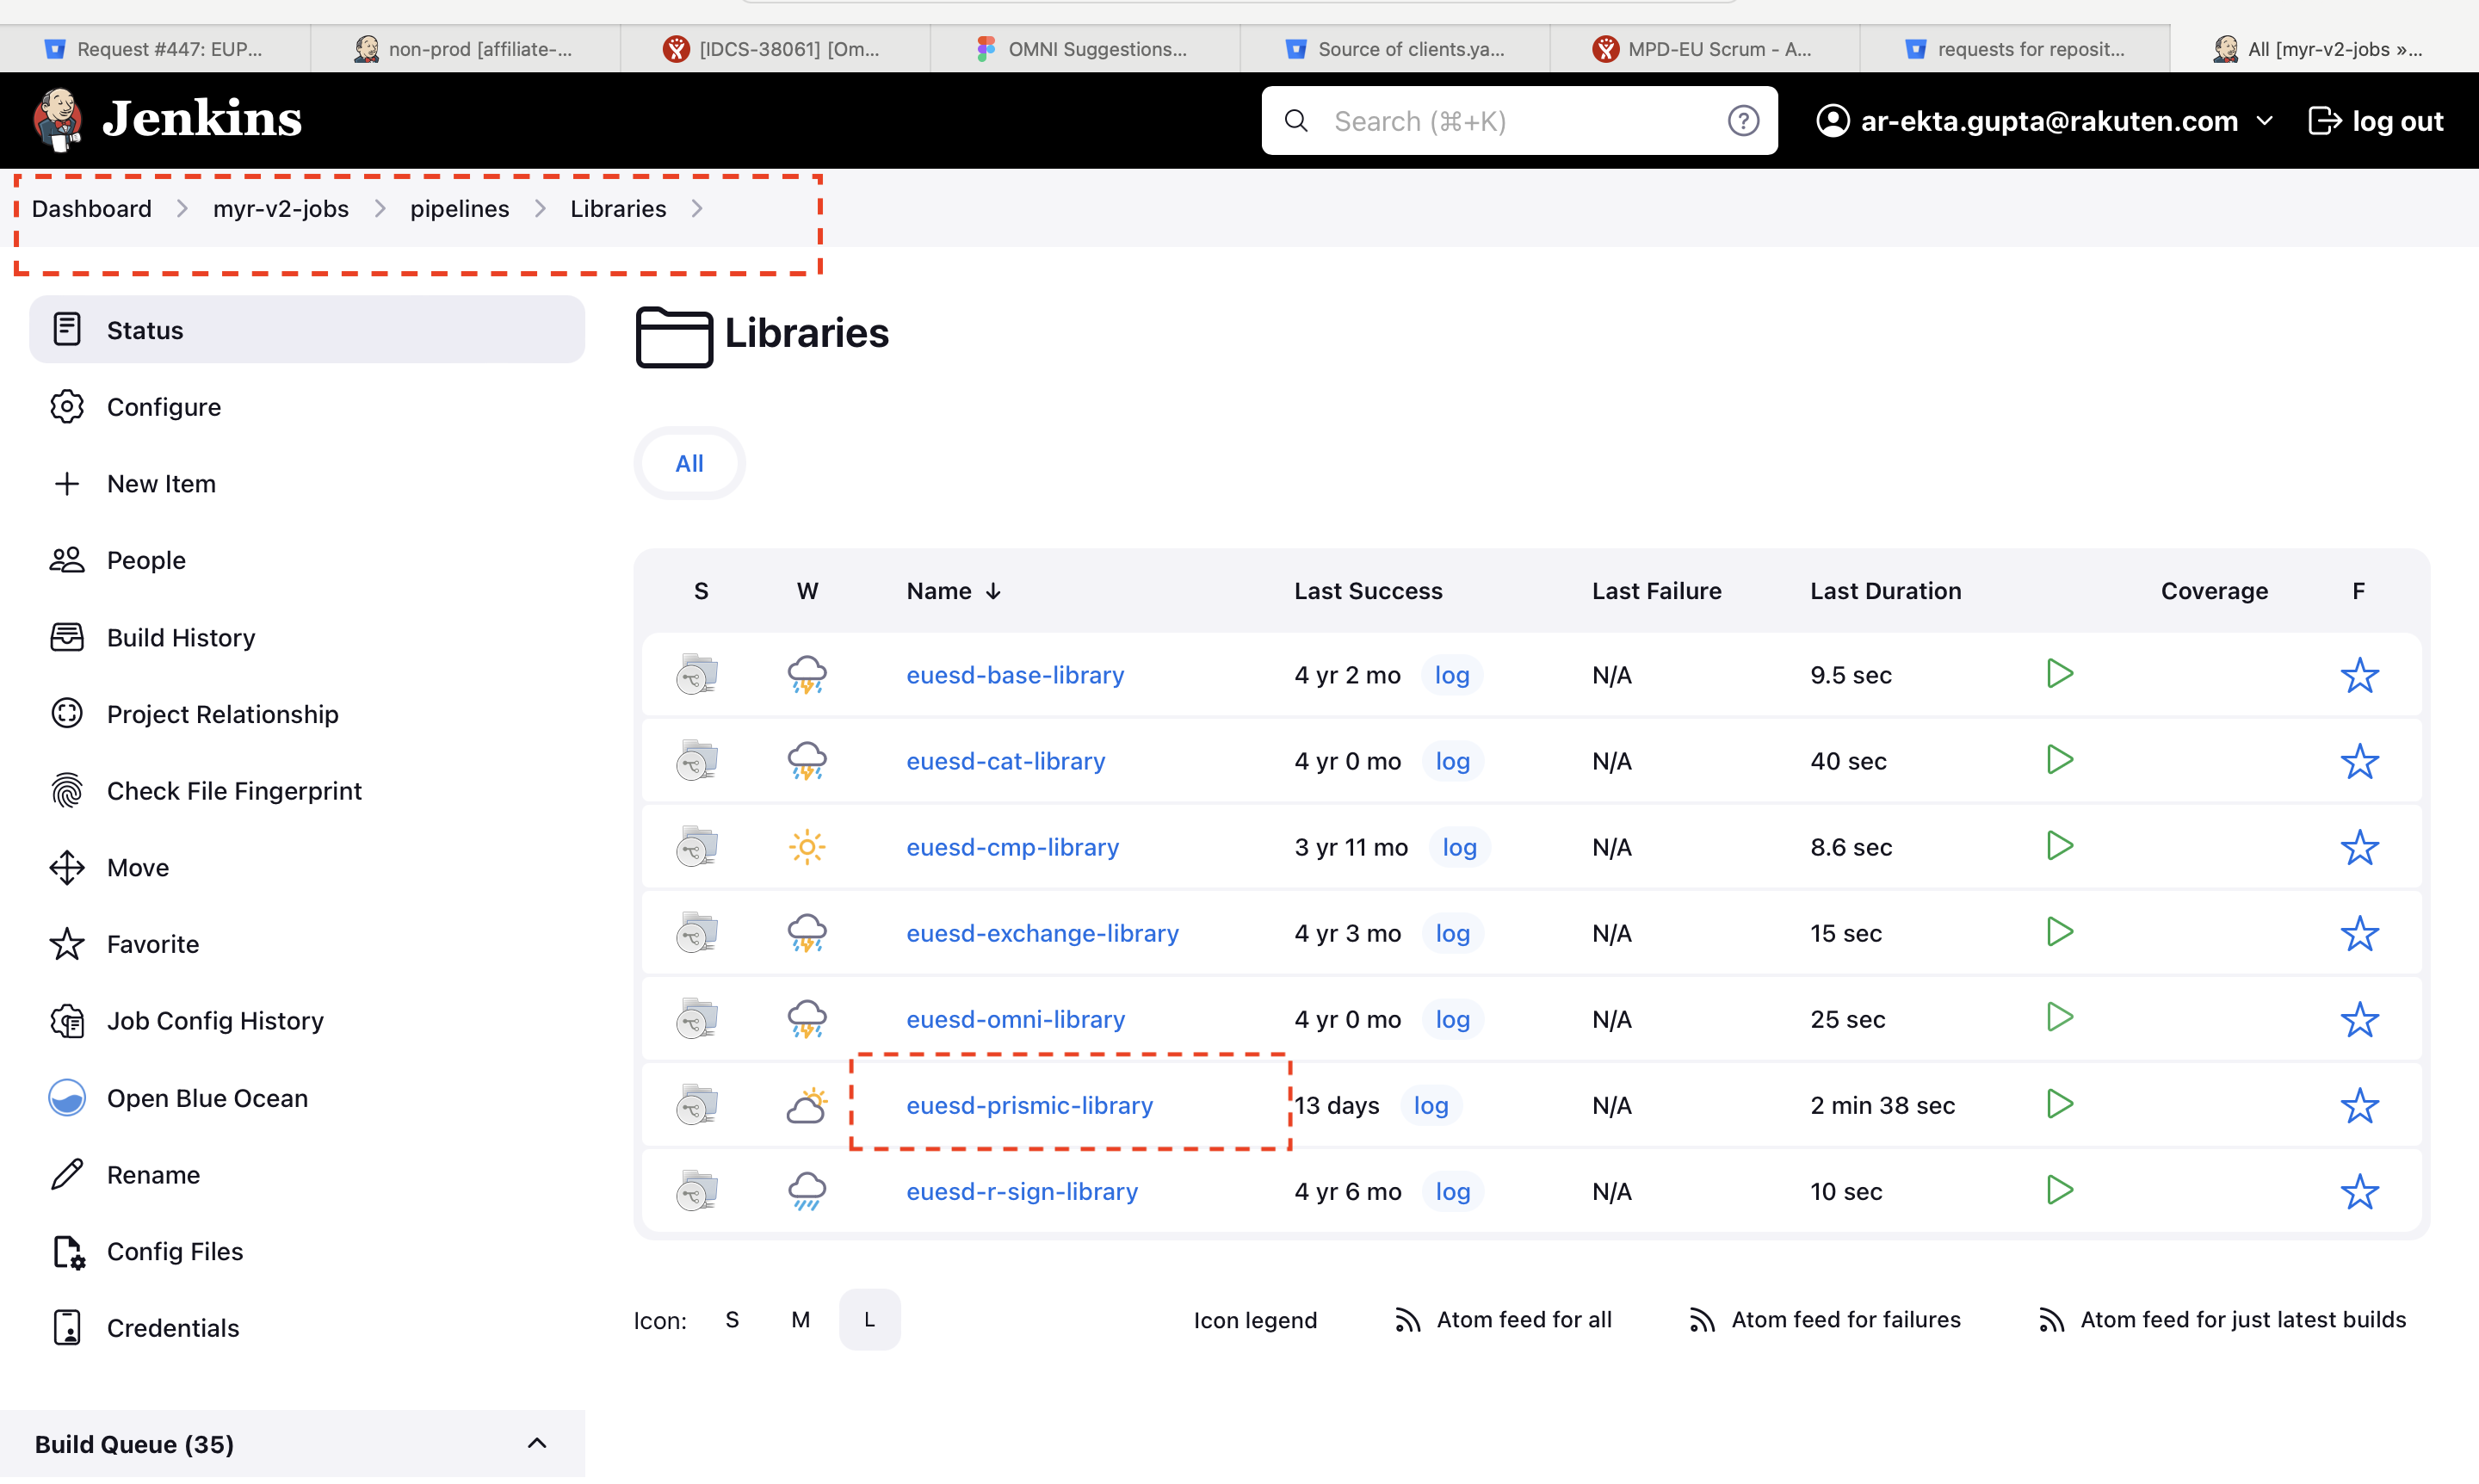 Request #447: EUP... non-prod [affiliate-... [IDCS-38061] [Om... OMNI Suggestions... Source of clients.ya... MPD-EU Scrum - A... requests for reposit... All [myr-v2-jobs »...
Jenkins Search (⌘+K) ar-ekta.gupta@rakuten.com log out
Dashboard myr-v2-jobs pipelines Libraries
Status
Configure
New Item
People
Build History
Project Relationship
Check File Fingerprint
Move
Favorite
Job Config History
Open Blue Ocean
Rename
Config Files
Credentials
Build Queue (35)
Libraries
All
S W Name ↓ Last Success Last Failure Last Duration Coverage F
euesd-base-library 4 yr 2 mo log N/A 9.5 sec
euesd-cat-library 4 yr 0 mo log N/A 40 sec
euesd-cmp-library 3 yr 11 mo log N/A 8.6 sec
euesd-exchange-library 4 yr 3 mo log N/A 15 sec
euesd-omni-library 4 yr 0 mo log N/A 25 sec
euesd-prismic-library 13 days log N/A 2 min 38 sec
euesd-r-sign-library 4 yr 6 mo log N/A 10 sec
Icon: S M L Icon legend Atom feed for all Atom feed for failures Atom feed for just latest builds